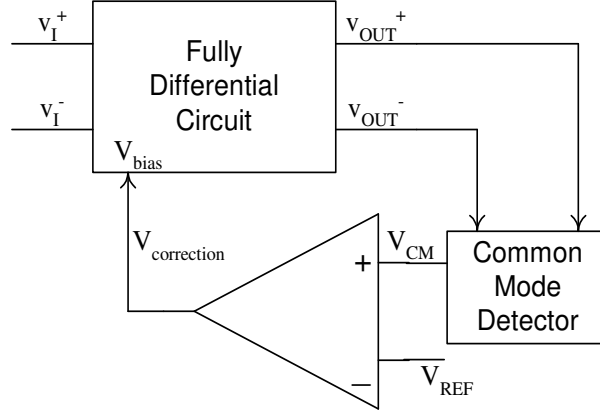 v_I^+
v_I^-
Fully
Differential
Circuit
V_bias
v_OUT^+
v_OUT^-
V_correction
+
V_CM
Common
Mode
Detector
−
V_REF